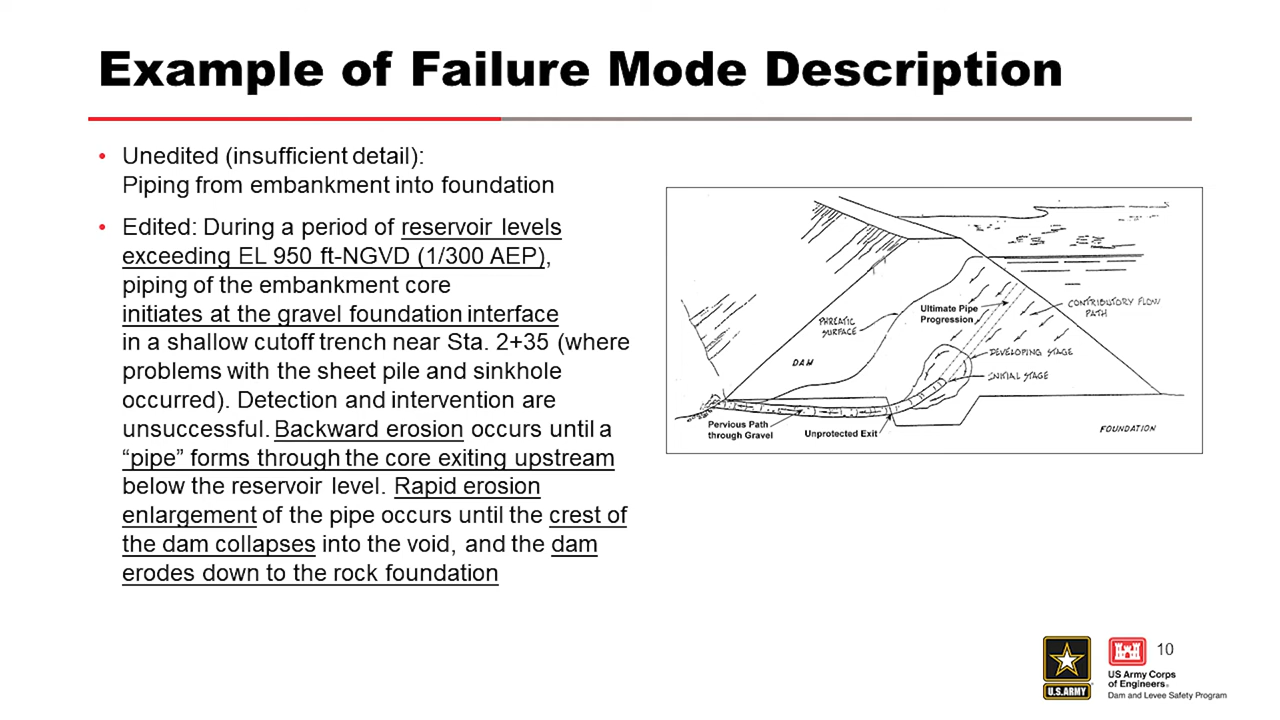 Example of Failure Mode Description
• Unedited (insufficient detail):
Piping from embankment into foundation
• Edited: During a period of reservoir levels
exceeding EL 950 ft-NGVD (1/300 AEP),
piping of the embankment core
initiates at the gravel foundation interface
in a shallow cutoff trench near Sta. 2+35 (where
problems with the sheet pile and sinkhole
occurred). Detection and intervention are
unsuccessful. Backward erosion occurs until a
“pipe” forms through the core exiting upstream
below the reservoir level. Rapid erosion
enlargement of the pipe occurs until the crest of
the dam collapses into the void, and the dam
erodes down to the rock foundation
Ultimate Pipe
Progression
CONTRIBUTORY FLOW
PATH
PHREATIC
SURFACE
DAM
DEVELOPING STAGE
INITIAL STAGE
Pervious Path
through Gravel
Unprotected Exit
FOUNDATION
U.S.ARMY
US Army Corps
of Engineers®
Dam and Levee Safety Program
10